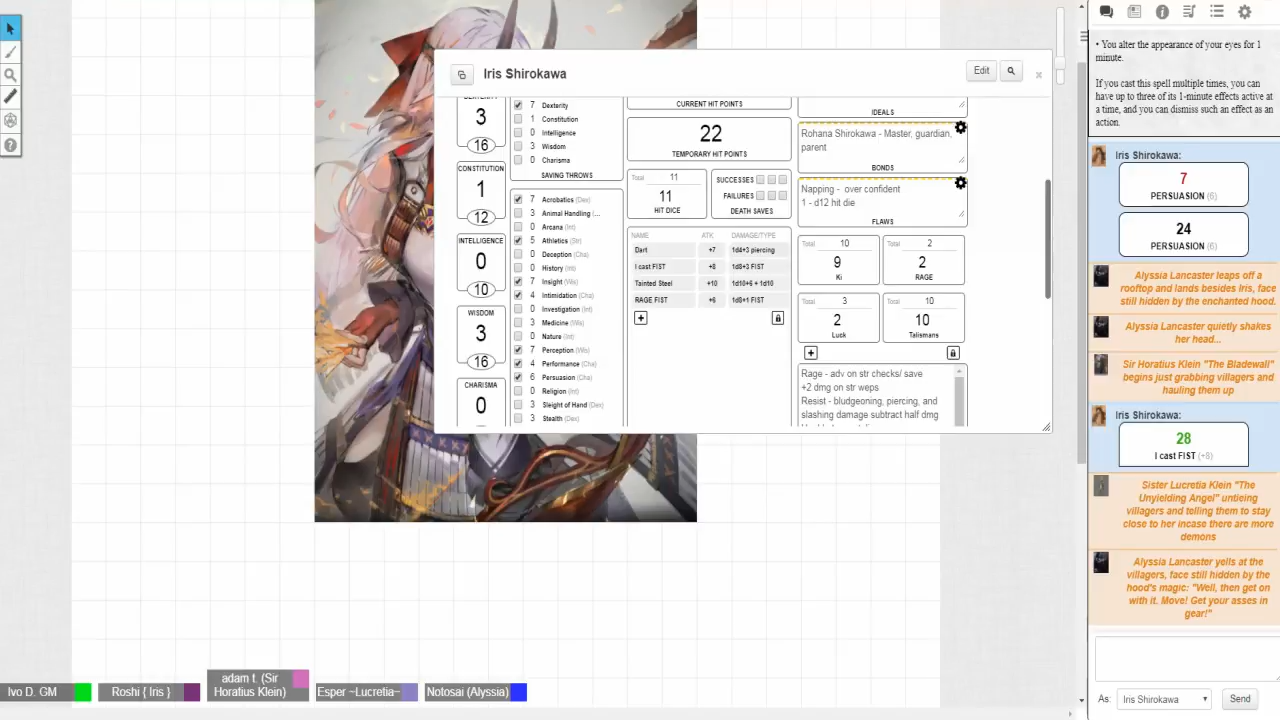 Iris Shirokawa
Edit
3
16
CONSTITUTION
1
12
INTELLIGENCE
0
10
WISDOM
3
16
CHARISMA
0
7 Dexterity
1 Constitution
0 Intelligence
3 Wisdom
0 Charisma
SAVING THROWS
7 Acrobatics (Dex)
3 Animal Handling (...
0 Arcana (Int)
5 Athletics (Str)
0 Deception (Cha)
0 History (Int)
7 Insight (Wis)
4 Intimidation (Cha)
0 Investigation (Int)
3 Medicine (Wis)
0 Nature (Int)
7 Perception (Wis)
4 Performance (Cha)
6 Persuasion (Cha)
0 Religion (Int)
3 Sleight of Hand (Dex)
3 Stealth (Dex)
CURRENT HIT POINTS
22
TEMPORARY HIT POINTS
Total 11
11
HIT DICE
SUCCESSES
FAILURES
DEATH SAVES
NAME ATK DAMAGE/TYPE
Dart +7 1d4+3 piercing
I cast FIST +8 1d8+3 FIST
Tainted Steel +10 1d10+6 + 1d10
RAGE FIST +6 1d8+1 FIST
IDEALS
Rohana Shirokawa - Master, guardian,
parent
BONDS
Napping - over confident
1 - d12 hit die
FLAWS
Total 10
9
Ki
Total 2
2
RAGE
Total 3
2
Luck
Total 10
10
Talismans
Rage - adv on str checks/ save
+2 dmg on str weps
Resist - bludgeoning, piercing, and
slashing damage subtract half dmg
• You alter the appearance of your eyes for 1
minute.
If you cast this spell multiple times, you can
have up to three of its 1-minute effects active at
a time, and you can dismiss such an effect as an
action.
Iris Shirokawa:
7
PERSUASION (6)
24
PERSUASION (6)
Alyssia Lancaster leaps off a
rooftop and lands besides Iris, face
still hidden by the enchanted hood.
Alyssia Lancaster quietly shakes
her head...
Sir Horatius Klein "The Bladewall"
begins just grabbing villagers and
hauling them up
Iris Shirokawa:
28
I cast FIST (+8)
Sister Lucretia Klein "The
Unyielding Angel" untieing
villagers and telling them to stay
close to her incase there are more
demons
Alyssia Lancaster yells at the
villagers, face still hidden by the
hood's magic: "Well, then get on
with it. Move! Get your asses in
gear!"
As: Iris Shirokawa Send
Ivo D. GM
Roshi { Iris }
adam t. (Sir
Horatius Klein)
Esper ~Lucretia~
Notosai (Alyssia)